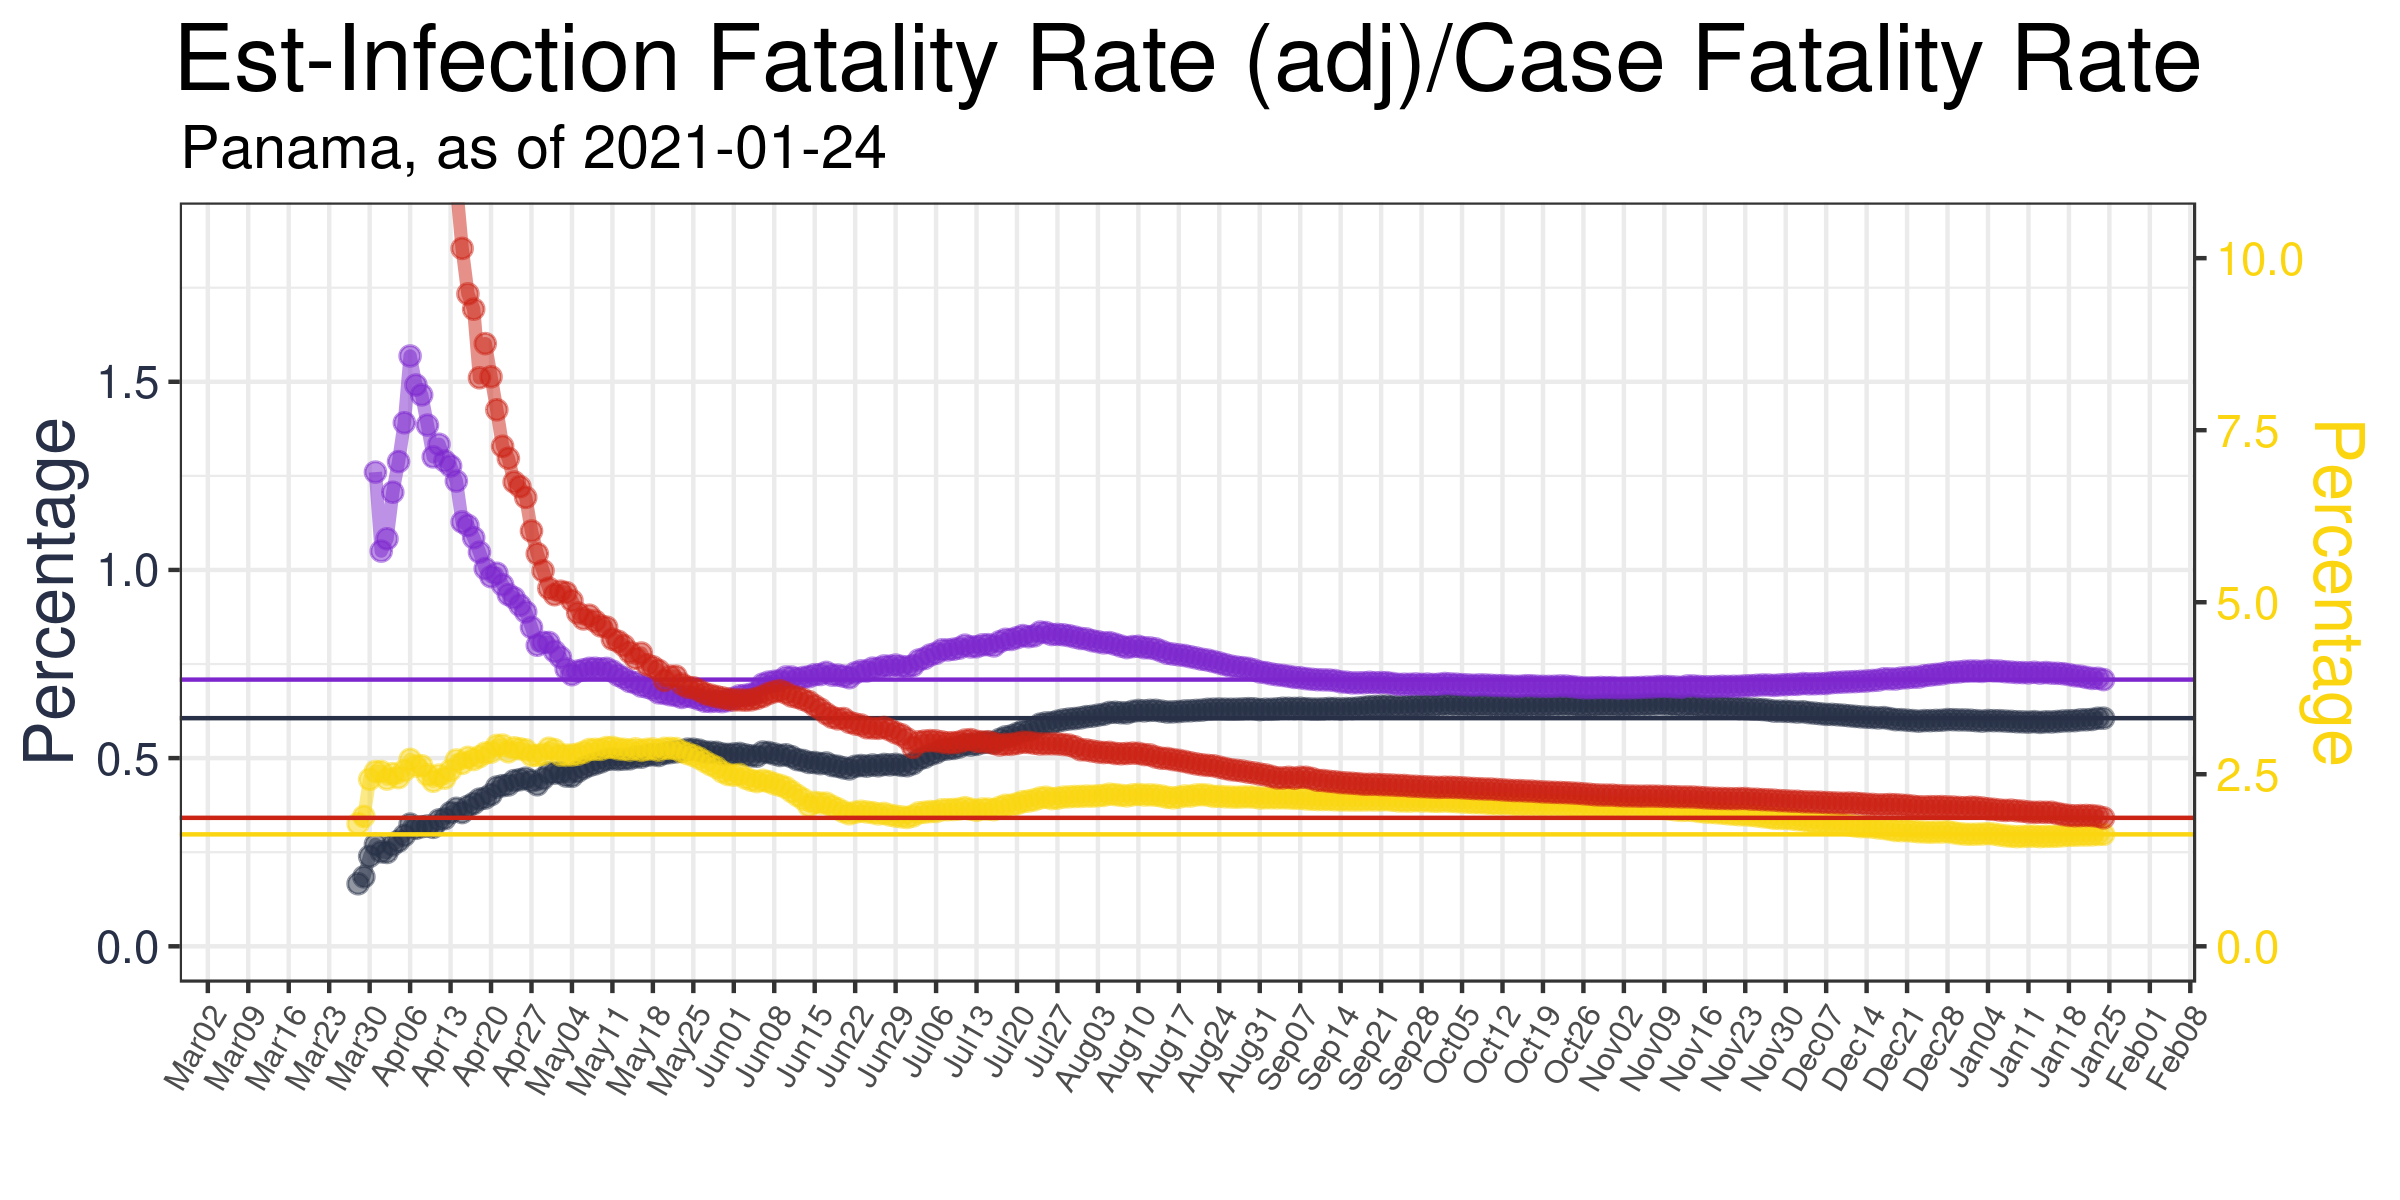 Est-Infection Fatality Rate (adj)/Case Fatality Rate
Panama, as of 2021-01-24
Percentage
1.5
1.0
0.5
0.0
10.0
7.5
5.0
2.5
0.0
Percentage
Mar02 Mar09 Mar16 Mar23 Mar30 Apr06 Apr13 Apr20 Apr27 May04 May11 May18 May25 Jun01 Jun08 Jun15 Jun22 Jun29 Jul06 Jul13 Jul20 Jul27 Aug03 Aug10 Aug17 Aug24 Aug31 Sep07 Sep14 Sep21 Sep28 Oct05 Oct12 Oct19 Oct26 Nov02 Nov09 Nov16 Nov23 Nov30 Dec07 Dec14 Dec21 Dec28 Jan04 Jan11 Jan18 Jan25 Feb01 Feb08